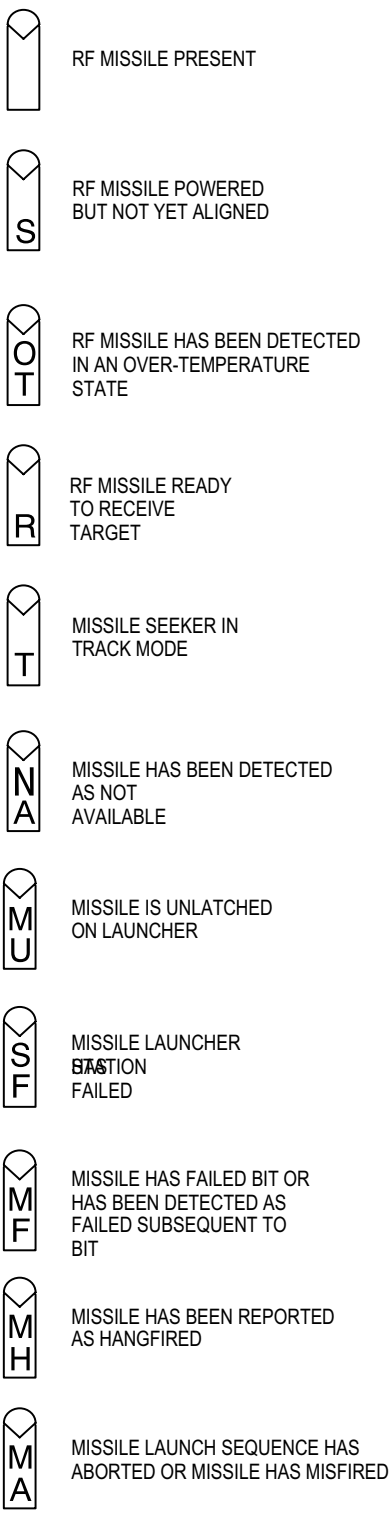 RF MISSILE PRESENT
S
RF MISSILE POWERED
BUT NOT YET ALIGNED
O
T
RF MISSILE HAS BEEN DETECTED
IN AN OVER-TEMPERATURE
STATE
R
RF MISSILE READY
TO RECEIVE
TARGET
T
MISSILE SEEKER IN
TRACK MODE
N
A
MISSILE HAS BEEN DETECTED
AS NOT
AVAILABLE
M
U
MISSILE IS UNLATCHED
ON LAUNCHER
S
F
MISSILE LAUNCHER
STATION HAS
FAILED
M
F
MISSILE HAS FAILED BIT OR
HAS BEEN DETECTED AS
FAILED SUBSEQUENT TO
BIT
M
H
MISSILE HAS BEEN REPORTED
AS HANGFIRED
M
A
MISSILE LAUNCH SEQUENCE HAS
ABORTED OR MISSILE HAS MISFIRED